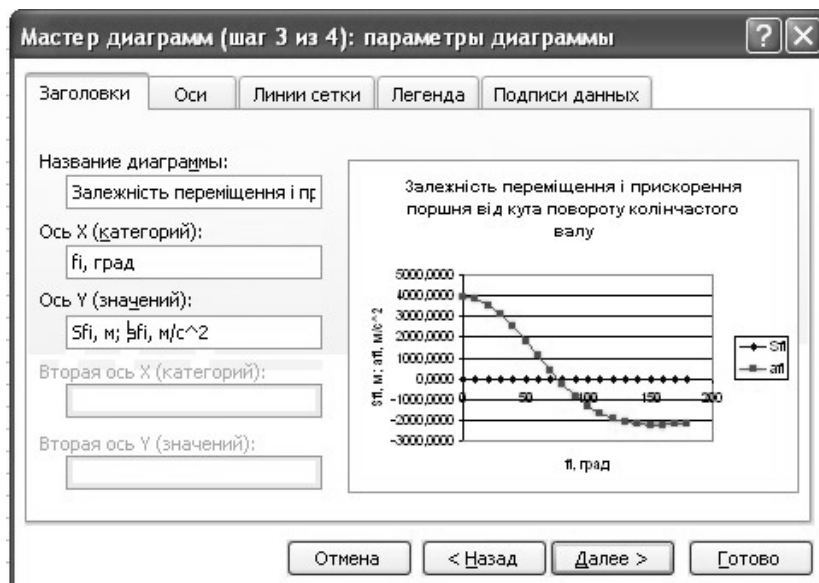 Мастер диаграмм (шаг 3 из 4): параметры диаграммы
Заголовки Оси Линии сетки Легенда Подписи данных
Название диаграммы:
Залежність переміщення і пр
Ось X (категорий):
fi, град
Ось Y (значений):
Sfi, м; afi, м/с^2
Вторая ось X (категорий):
Вторая ось Y (значений):
Залежність переміщення і прискорення
поршня від кута повороту колінчастого
валу
5000,0000
4000,0000
3000,0000
2000,0000
1000,0000
0,0000
-1000,0000
-2000,0000
-3000,0000
0 50 100 150 200
Sfi, м; afi, м/с^2
fi, град
Sfi
afi
Отмена < Назад Далее > Готово